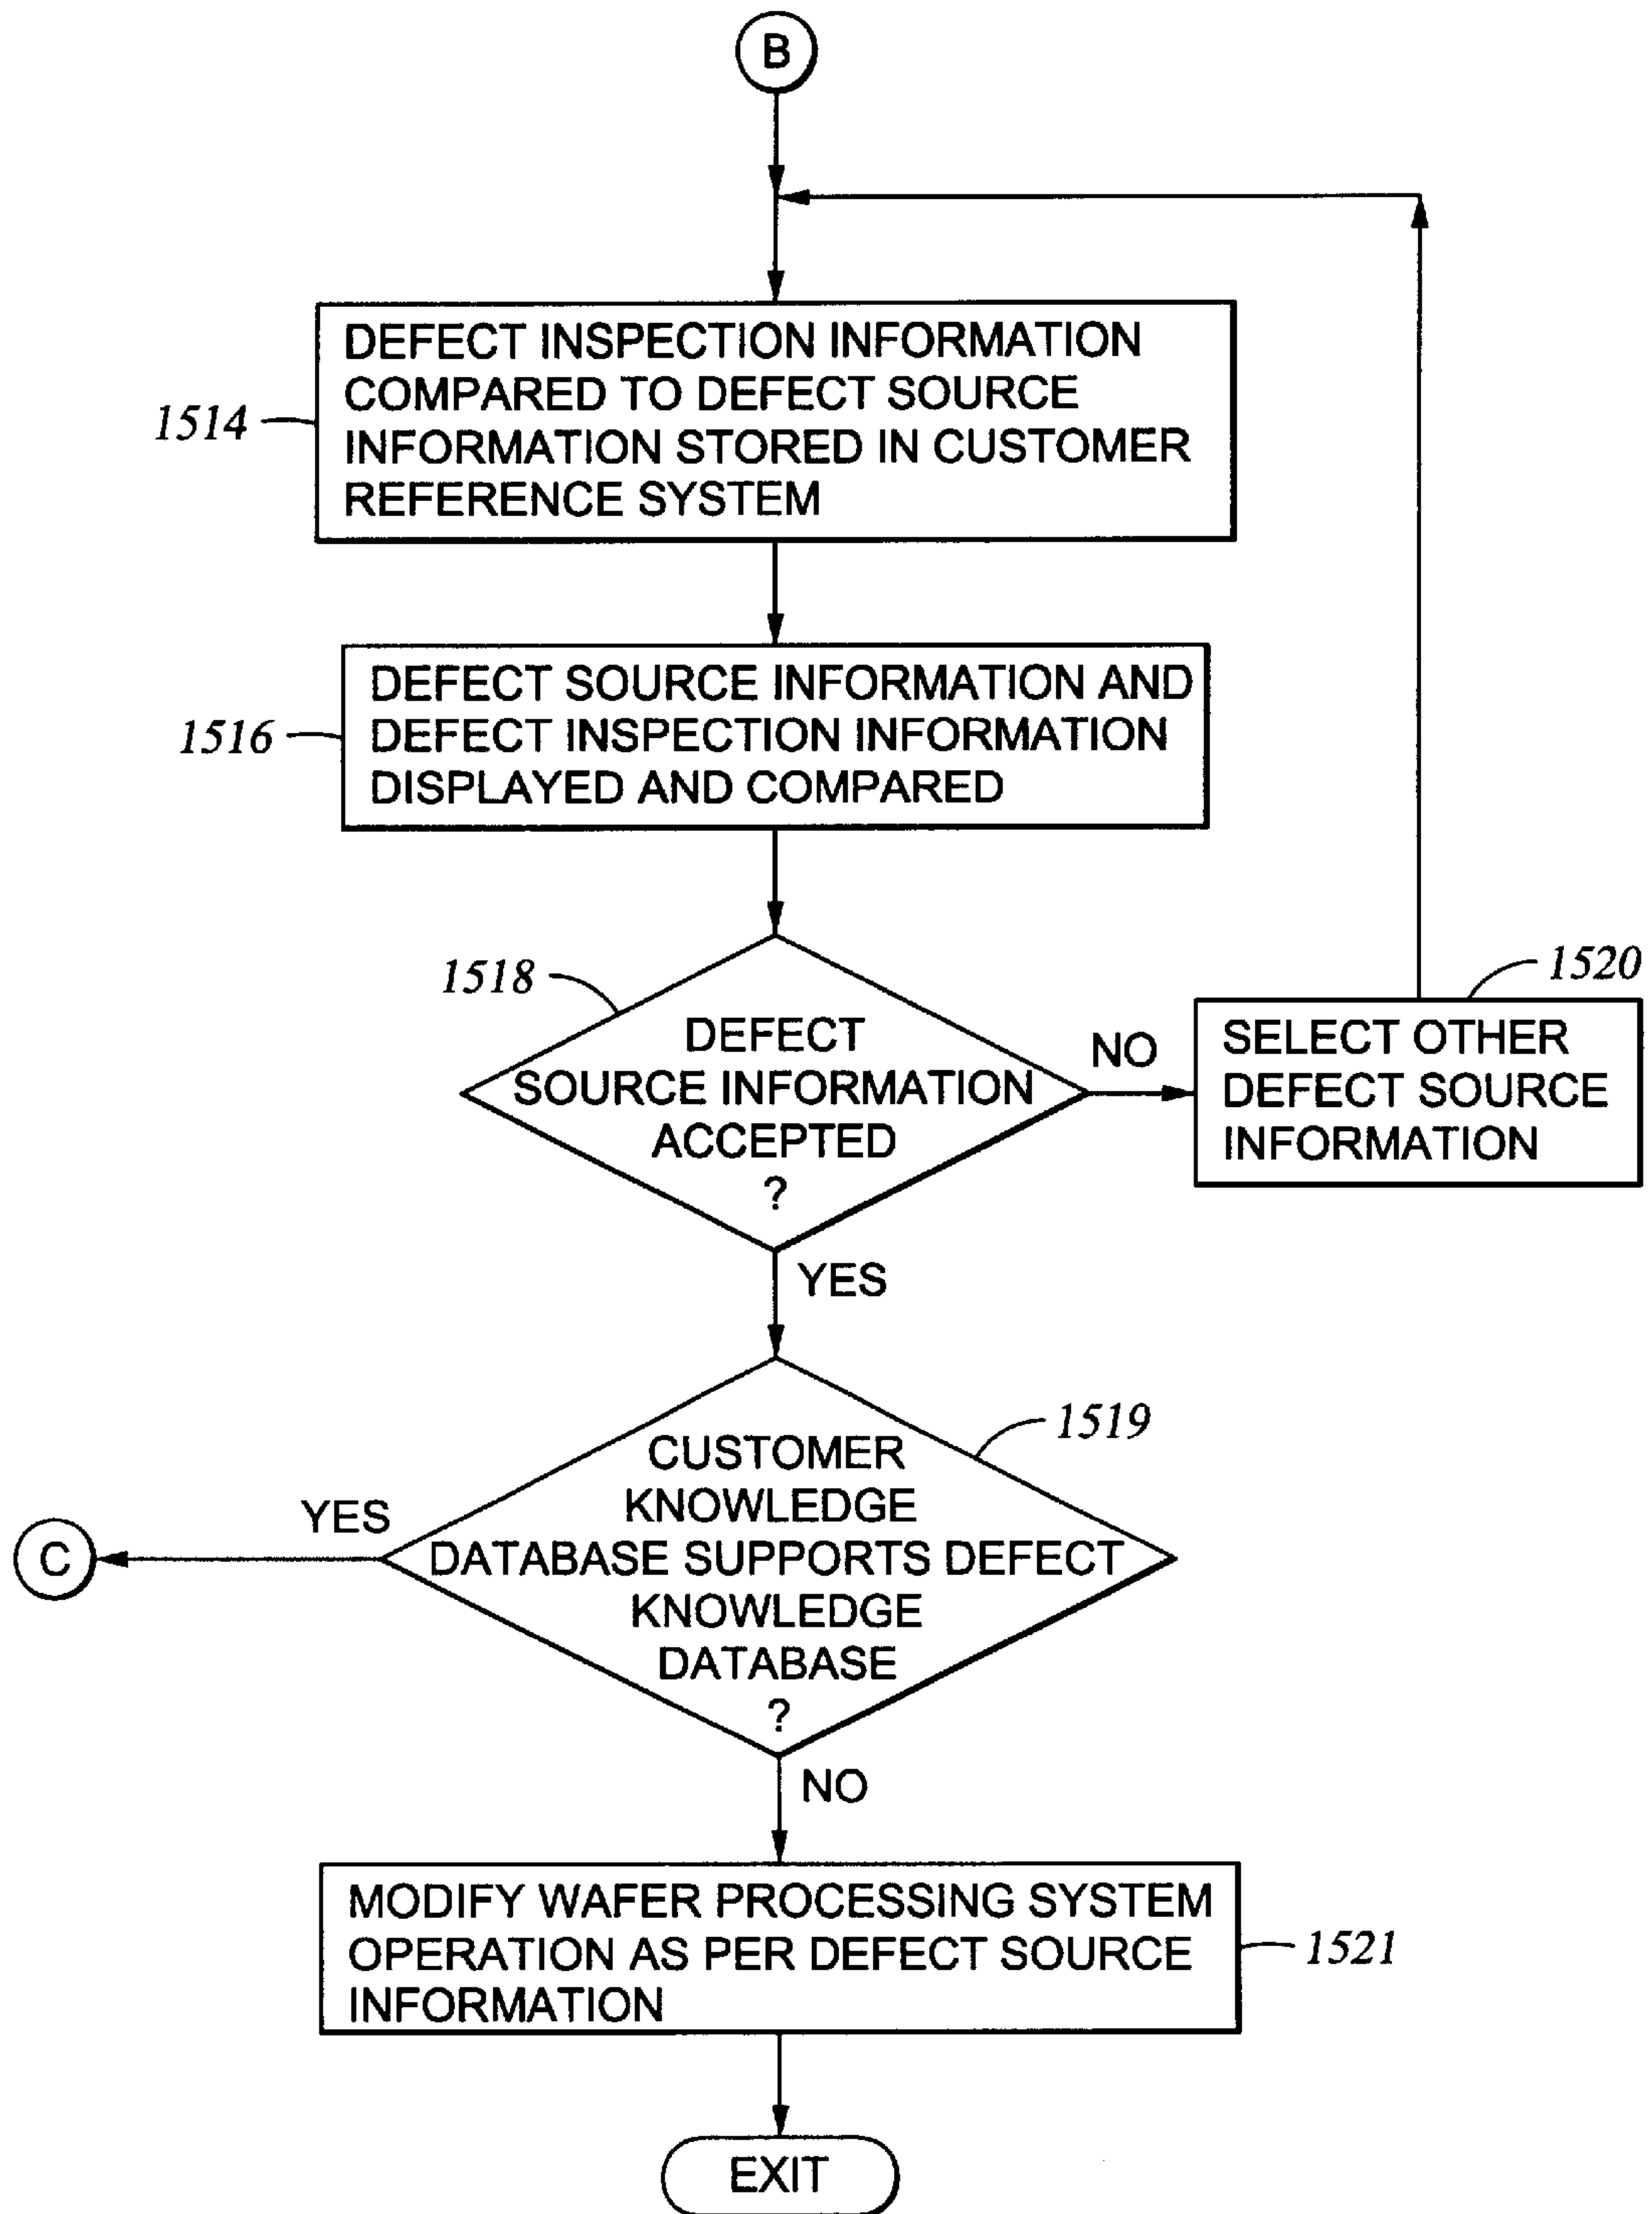 B
DEFECT INSPECTION INFORMATION
COMPARED TO DEFECT SOURCE
INFORMATION STORED IN CUSTOMER
REFERENCE SYSTEM
1514
DEFECT SOURCE INFORMATION AND
DEFECT INSPECTION INFORMATION
DISPLAYED AND COMPARED
1516
1518
DEFECT
SOURCE INFORMATION
ACCEPTED
?
NO
1520
SELECT OTHER
DEFECT SOURCE
INFORMATION
YES
1519
CUSTOMER
KNOWLEDGE
DATABASE SUPPORTS DEFECT
KNOWLEDGE
DATABASE
?
YES
C
NO
MODIFY WAFER PROCESSING SYSTEM
OPERATION AS PER DEFECT SOURCE
INFORMATION
1521
EXIT